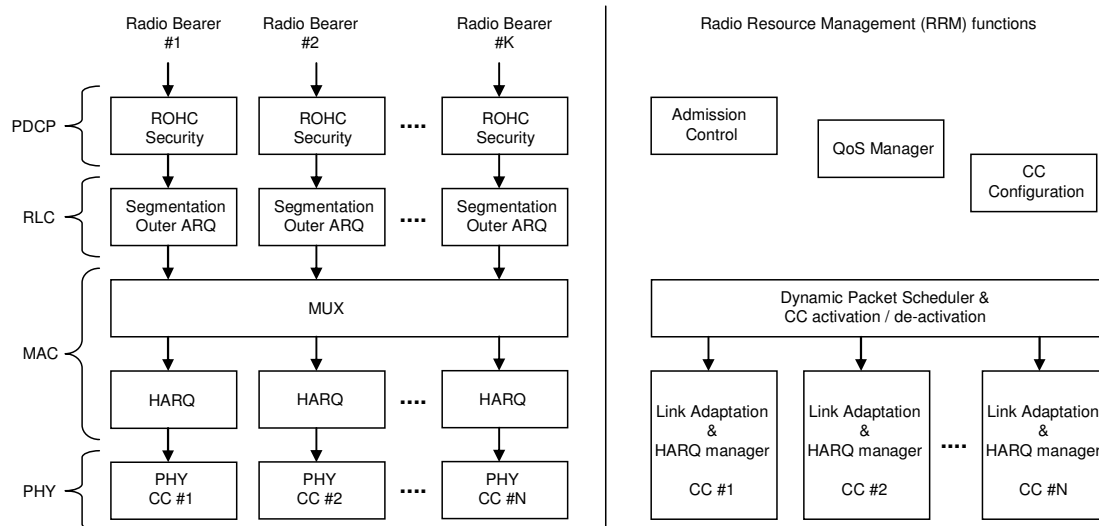 Radio Bearer
#1
Radio Bearer
#2
Radio Bearer
#K
PDCP
ROHC
Security
ROHC
Security
....
ROHC
Security
RLC
Segmentation
Outer ARQ
Segmentation
Outer ARQ
....
Segmentation
Outer ARQ
MAC
MUX
HARQ
HARQ
....
HARQ
PHY
PHY
CC #1
PHY
CC #2
....
PHY
CC #N
Radio Resource Management (RRM) functions
Admission
Control
QoS Manager
CC
Configuration
Dynamic Packet Scheduler &
CC activation / de-activation
Link Adaptation
&
HARQ manager
CC #1
Link Adaptation
&
HARQ manager
CC #2
....
Link Adaptation
&
HARQ manager
CC #N